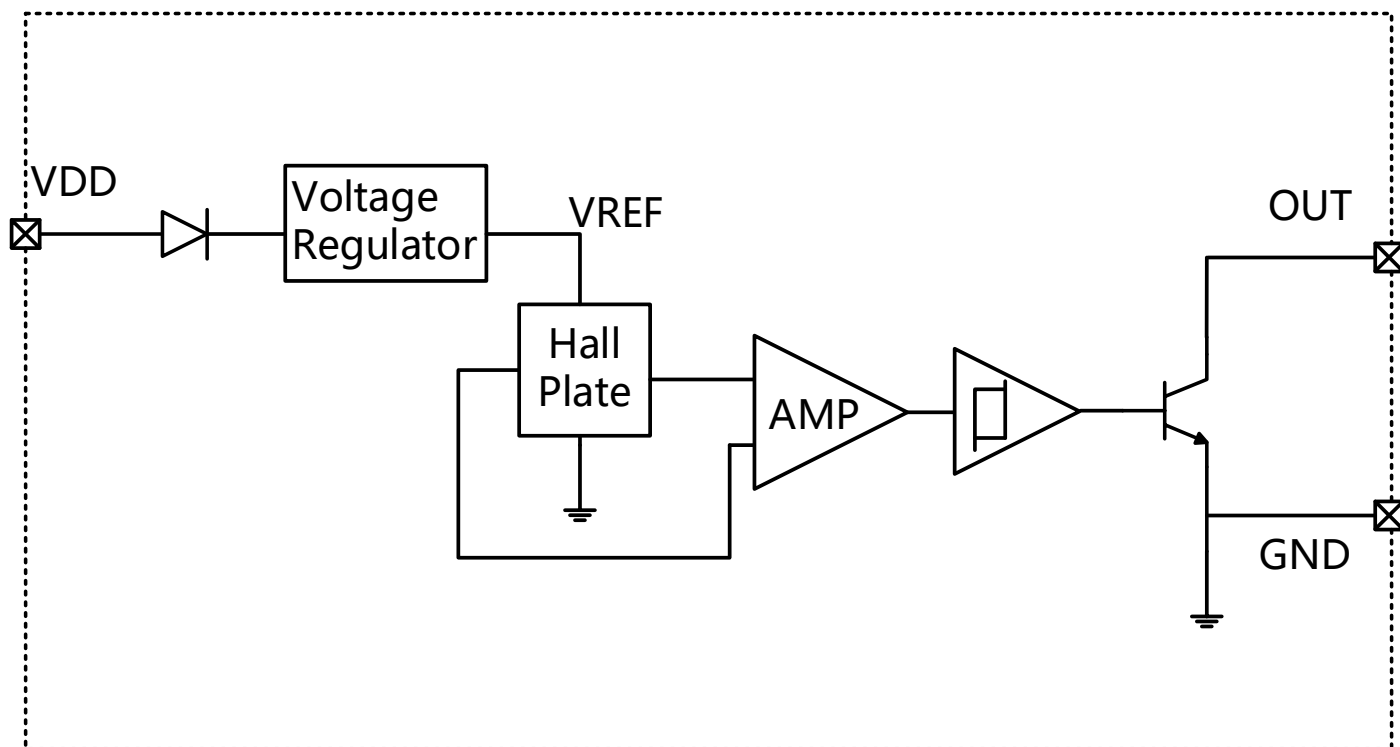 VDD
Voltage
Regulator
VREF
OUT
Hall
Plate
AMP
GND